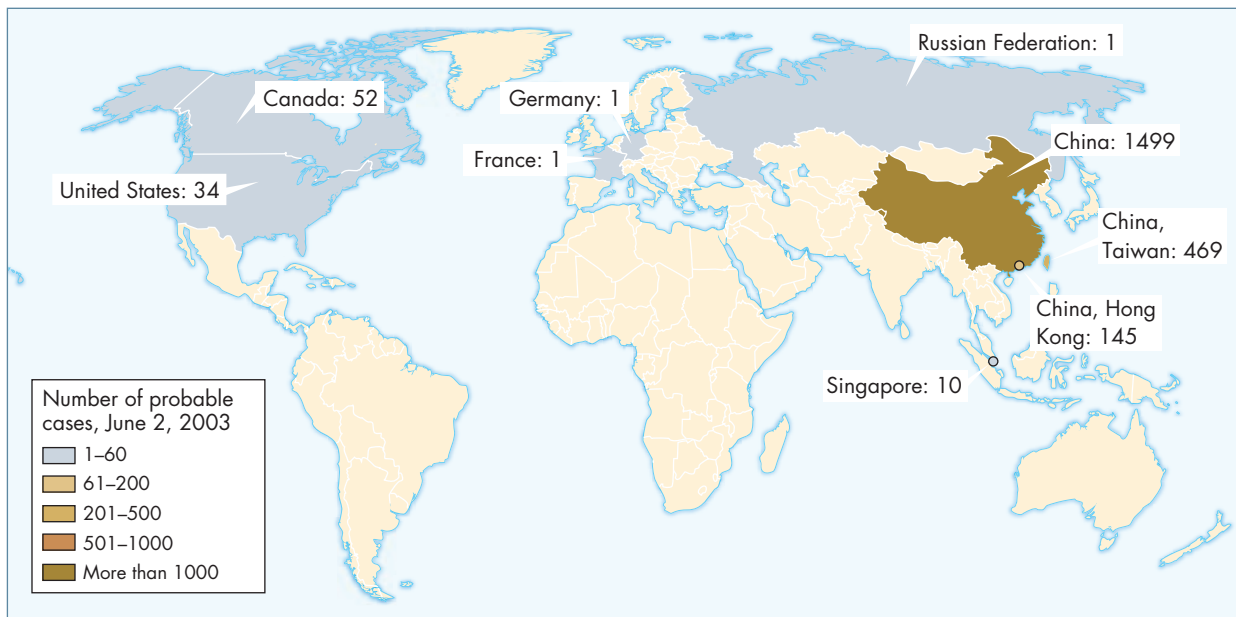 Russian Federation: 1
Canada: 52
Germany: 1
China: 1499
France: 1
United States: 34
China,
Taiwan: 469
China, Hong
Kong: 145
Singapore: 10
Number of probable
cases, June 2, 2003
1–60
61–200
201–500
501–1000
More than 1000